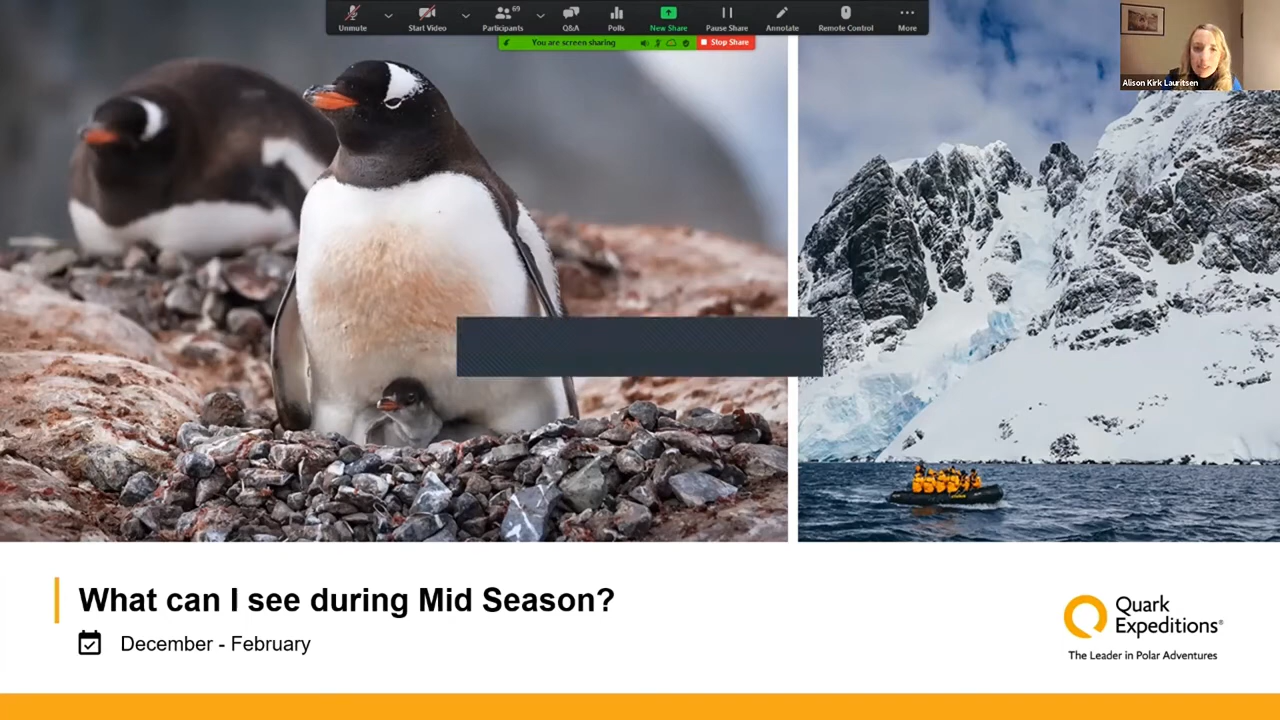 69
Unmute
Start Video
Participants
Q&A
Polls
New Share
Pause Share
Annotate
Remote Control
More
You are screen sharing
Stop Share
Alison Kirk Lauritsen
What can I see during Mid Season?
December - February
Quark
Expeditions®
The Leader in Polar Adventures